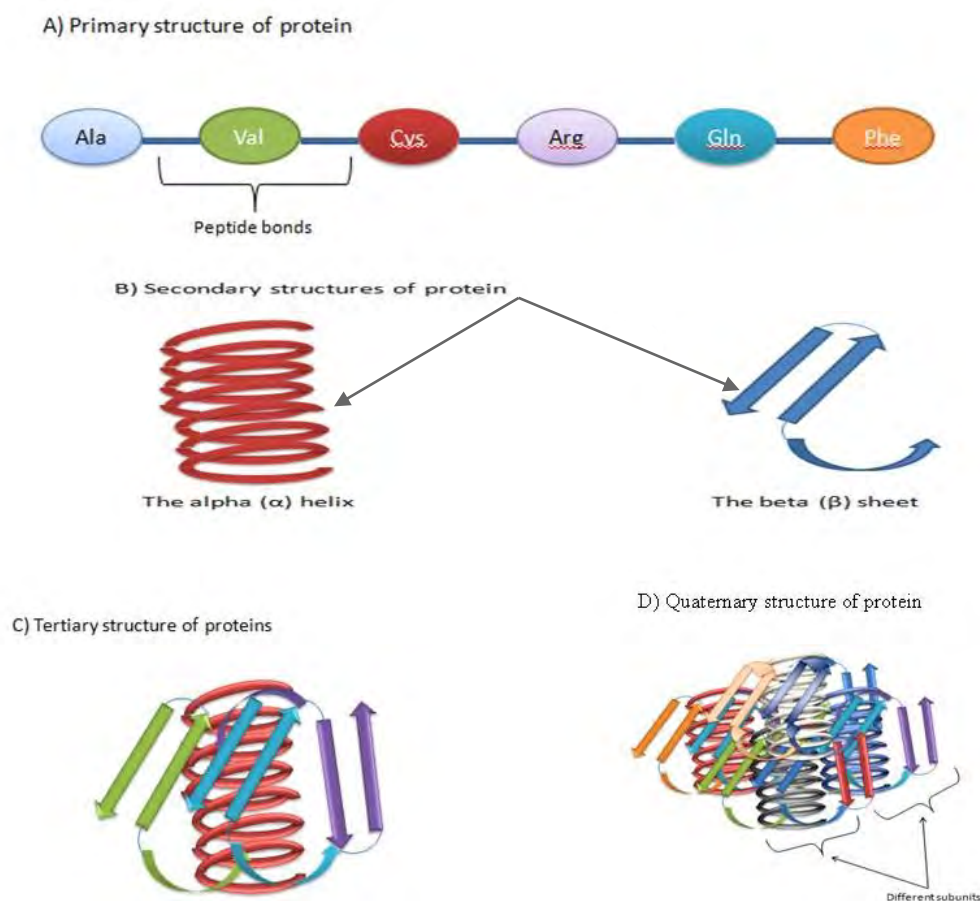 A) Primary structure of protein
Ala Val Cys Arg Gln Phe
Peptide bonds
B) Secondary structures of protein
The alpha (α) helix
The beta (β) sheet
C) Tertiary structure of proteins
D) Quaternary structure of protein
Different subunits